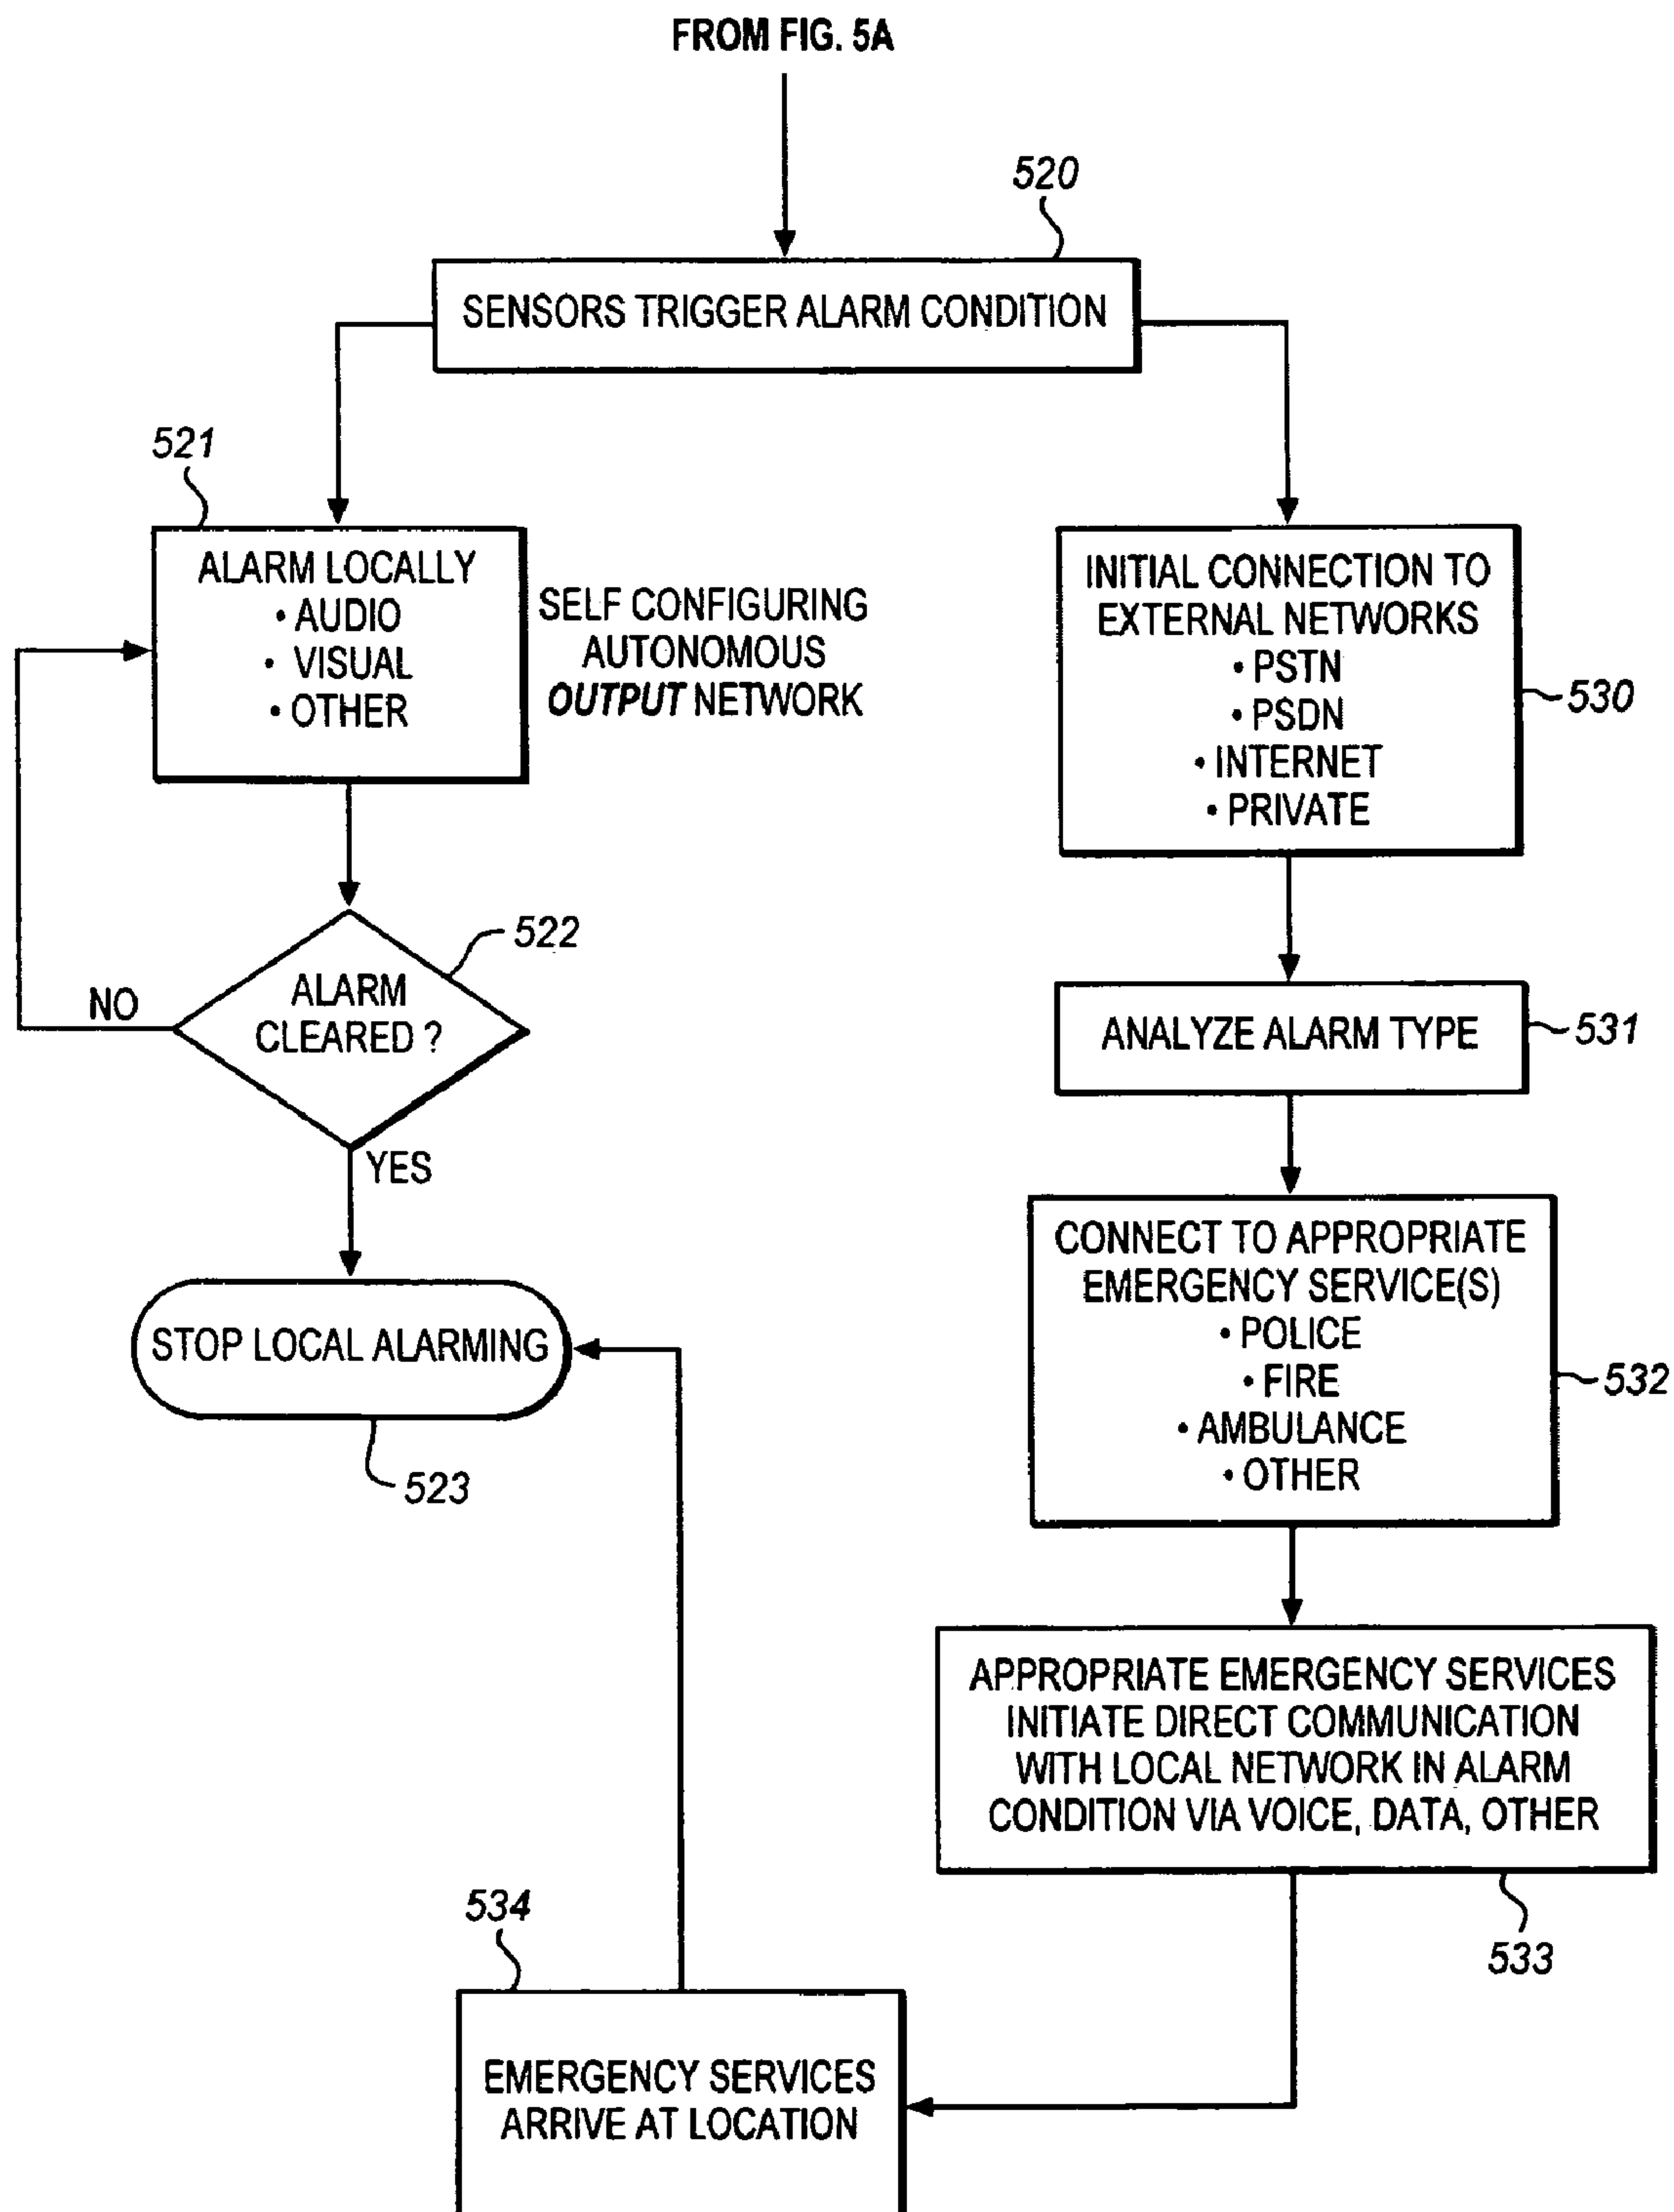 FROM FIG. 5A
520
SENSORS TRIGGER ALARM CONDITION
521
ALARM LOCALLY
• AUDIO
• VISUAL
• OTHER
SELF CONFIGURING
AUTONOMOUS
OUTPUT NETWORK
INITIAL CONNECTION TO
EXTERNAL NETWORKS
• PSTN
• PSDN
• INTERNET
• PRIVATE
530
522
ALARM
CLEARED ?
NO
YES
ANALYZE ALARM TYPE
531
STOP LOCAL ALARMING
523
CONNECT TO APPROPRIATE
EMERGENCY SERVICE(S)
• POLICE
• FIRE
• AMBULANCE
• OTHER
532
APPROPRIATE EMERGENCY SERVICES
INITIATE DIRECT COMMUNICATION
WITH LOCAL NETWORK IN ALARM
CONDITION VIA VOICE, DATA, OTHER
533
534
EMERGENCY SERVICES
ARRIVE AT LOCATION